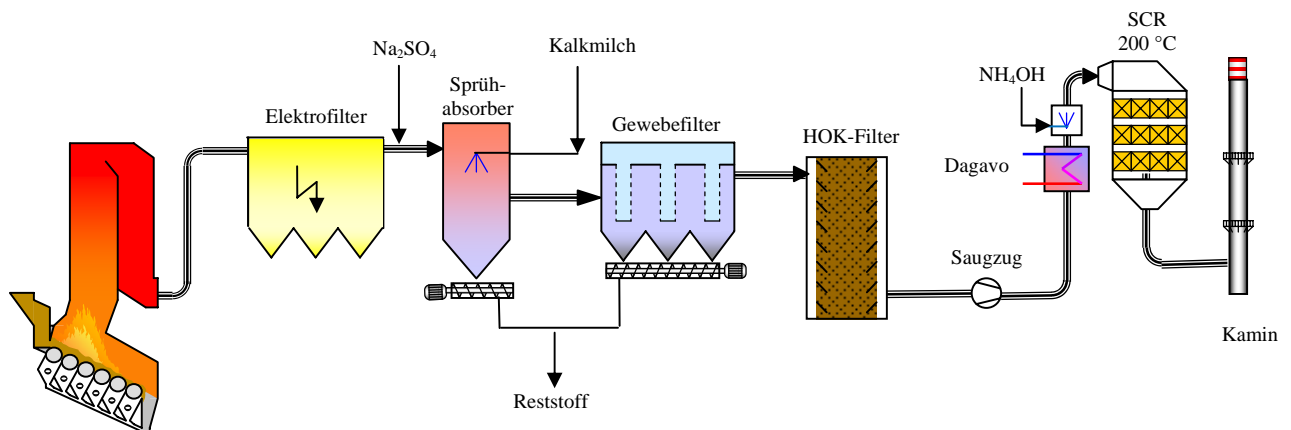 Na₂SO₄
Kalkmilch
SCR
200 °C
Elektrofilter
Sprüh-
absorber
Gewebefilter
HOK-Filter
NH₄OH
Dagavo
Saugzug
Kamin
Reststoff